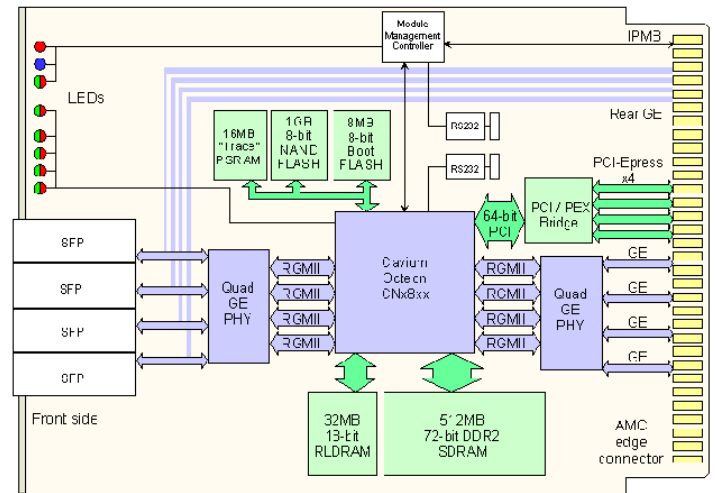 Module
Management
Controller
IPMB
LEDs
Rear GE
16MB
"Trace"
PSRAM
1GB
8-bit
NAND
FLASH
8MB
8-bit
Boot
FLASH
RS232
RS232
PCI-Epress
x4
64-bit
PCI
PCI / PEX
Bridge
SFP
SFP
SFP
SFP
Quad
GE
PHY
RGMII
RGMII
RGMII
RGMII
Cavium
Octeon
CNx8xx
RGMII
RGMII
RGMII
RGMII
Quad
GE
PHY
GE
GE
GE
GE
Front side
32MB
18-bit
RLDRAM
512MB
72-bit DDR2
SDRAM
AMC
edge
connector